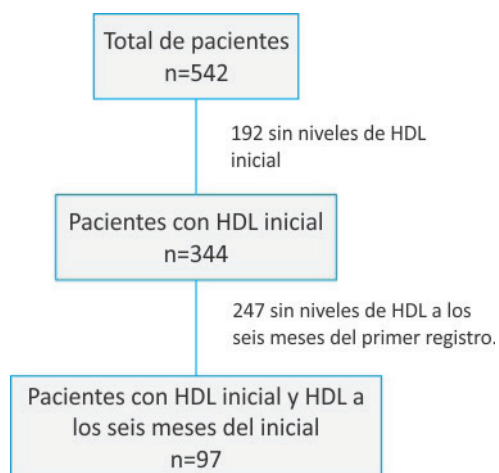 Total de pacientes
n=542
192 sin niveles de HDL
inicial
Pacientes con HDL inicial
n=344
247 sin niveles de HDL a los
seis meses del primer registro.
Pacientes con HDL inicial y HDL a
los seis meses del inicial
n=97